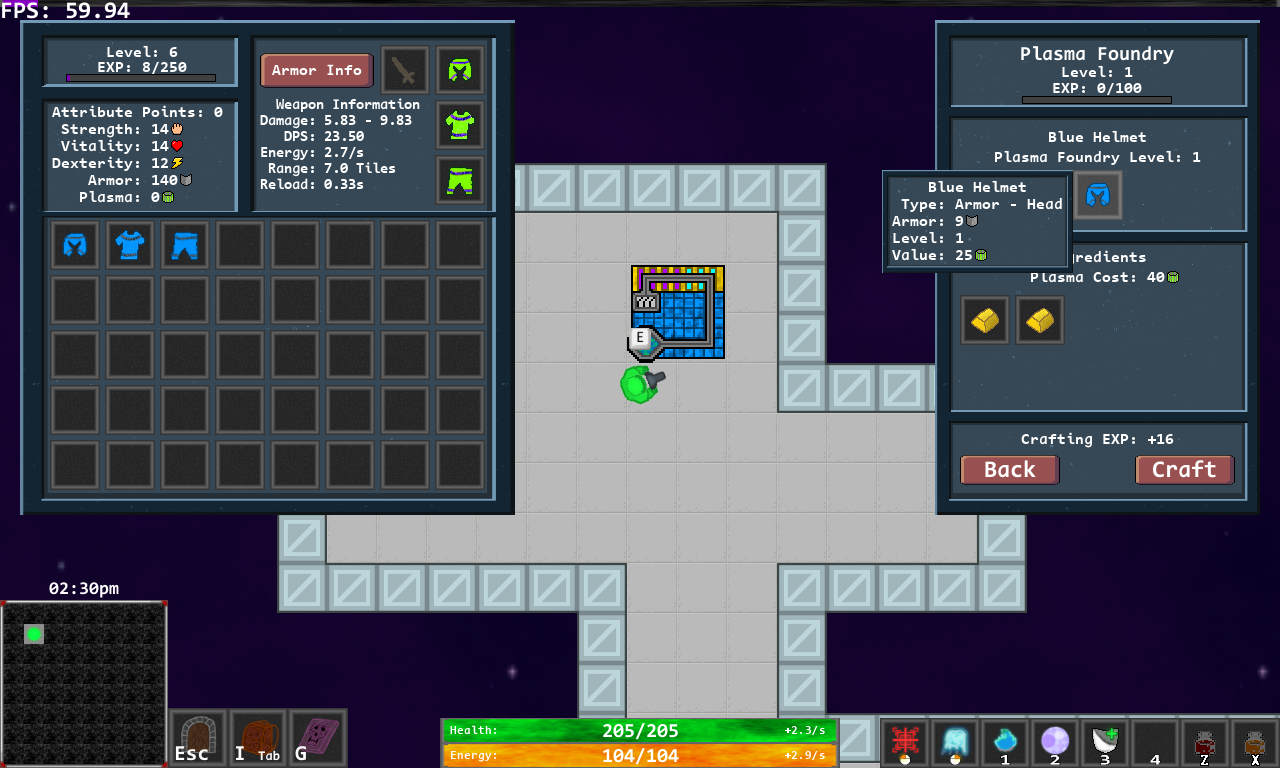 FPS: 59.94
Level: 6
EXP: 8/250
Attribute Points: 0
Strength: 14
Vitality: 14
Dexterity: 12
Armor: 140
Plasma: 0
Armor Info
Weapon Information
Damage: 5.83 - 9.83
DPS: 23.50
Energy: 2.7/s
Range: 7.0 Tiles
Reload: 0.33s
Plasma Foundry
Level: 1
EXP: 0/100
Blue Helmet
Plasma Foundry Level: 1
Blue Helmet
Type: Armor - Head
Armor: 9
Level: 1
Value: 25
gredients
Plasma Cost: 40
Crafting EXP: +16
Back
Craft
E
02:30pm
Esc
I Tab
G
Health: 205/205 +2.3/s
Energy: 104/104 +2.9/s
1
2
3
4
Z
X